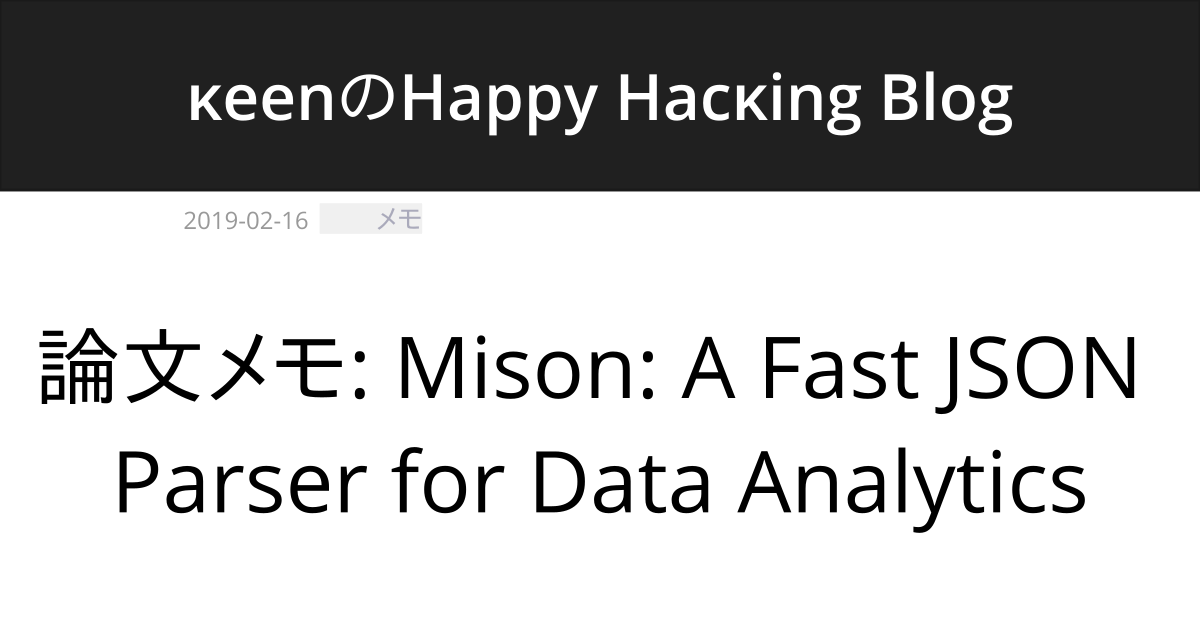 κeenのHappy Hacκing Blog
2019-02-16 メモ
論文メモ: Mison: A Fast JSON
Parser for Data Analytics